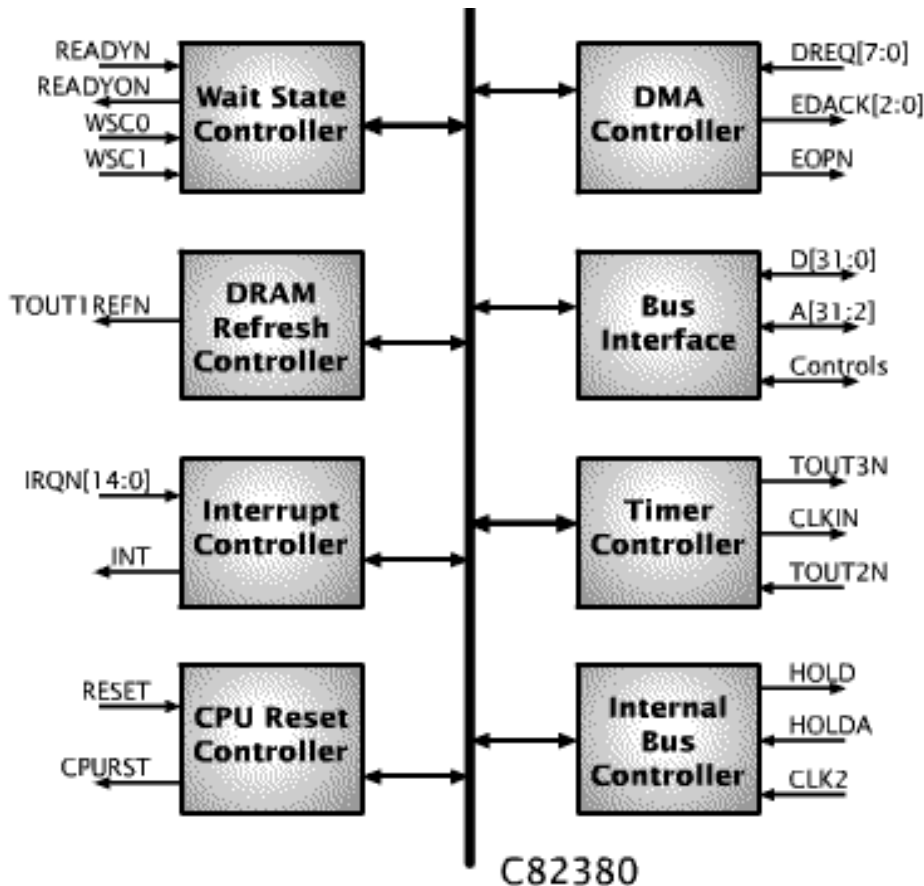 READYN
READYON
WSC0
WSC1
Wait State
Controller
DMA
Controller
DREQ[7:0]
EDACK[2:0]
EOPN
TOUT1REFN
DRAM
Refresh
Controller
Bus
Interface
D[31:0]
A[31:2]
Controls
IRQN[14:0]
INT
Interrupt
Controller
Timer
Controller
TOUT3N
CLKIN
TOUT2N
RESET
CPURST
CPU Reset
Controller
Internal
Bus
Controller
HOLD
HOLDA
CLK2
C82380